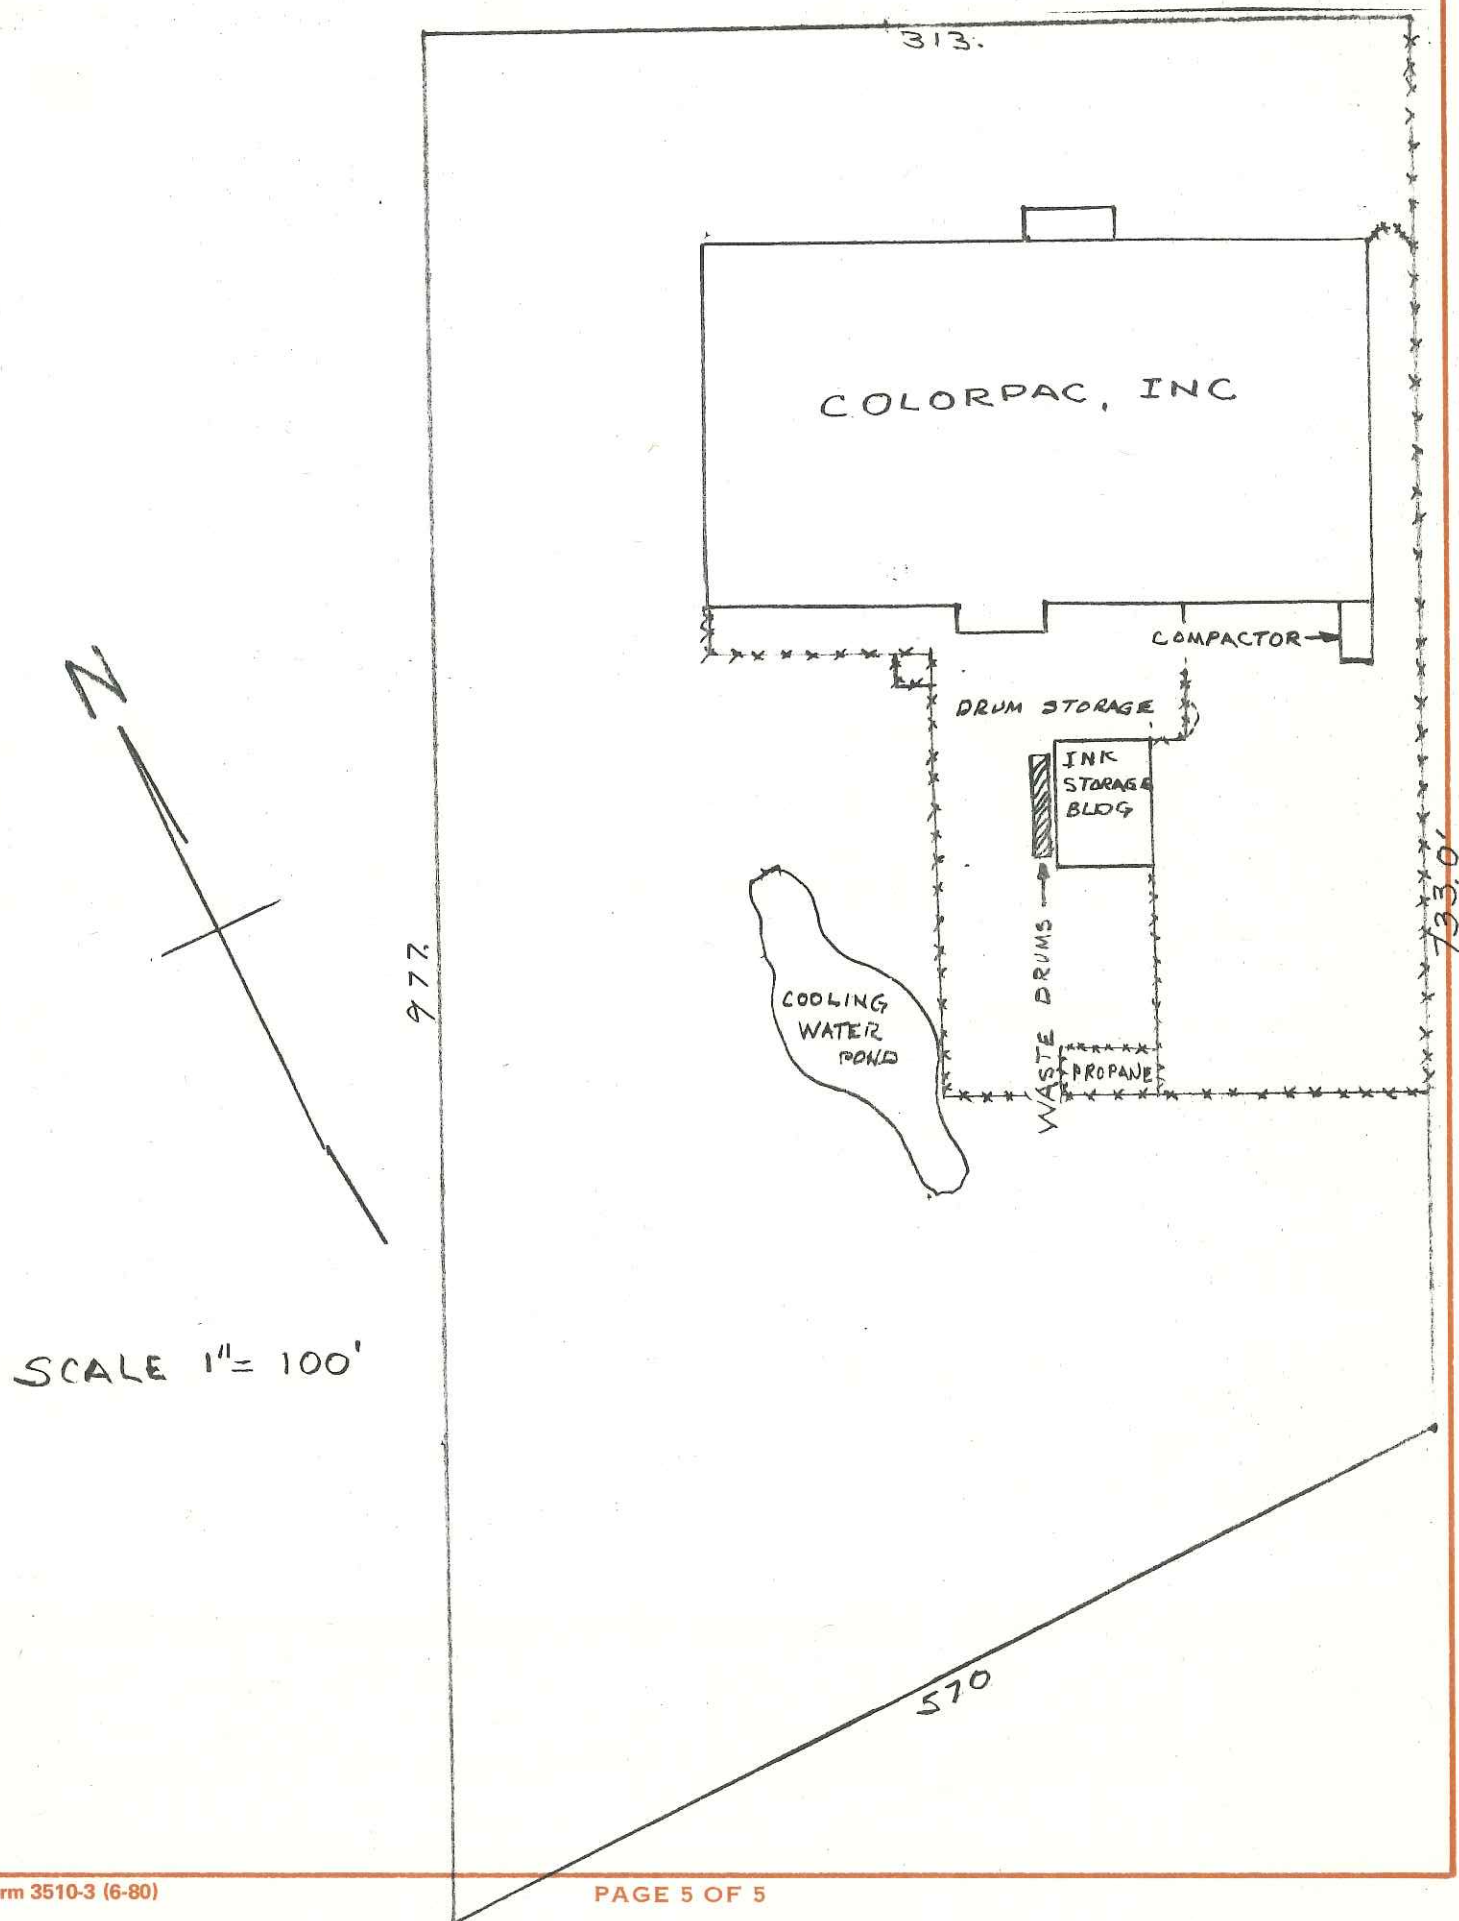 313.
COLORPAC, INC
COMPACTOR
N
DRUM STORAGE
INK
STORAGE
BLDG
733.0'
977.
WASTE DRUMS
COOLING
WATER
POND
PROPANE
SCALE 1"= 100'
570
rm 3510-3 (6-80)
PAGE 5 OF 5